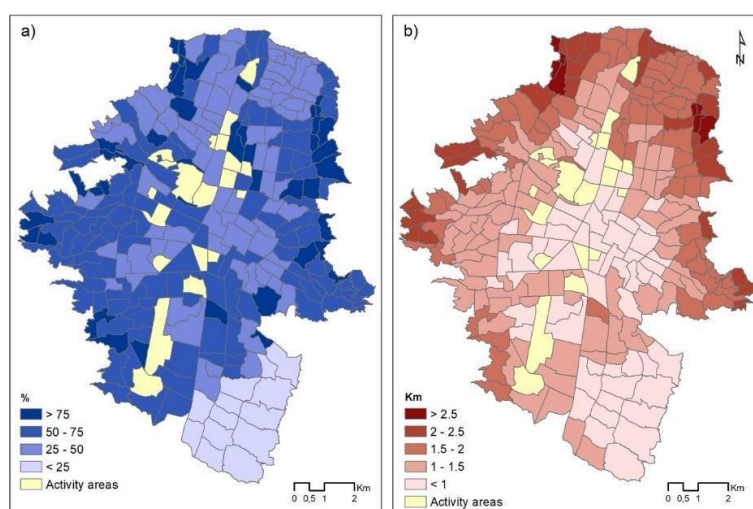 a)
%
> 75
50 - 75
25 - 50
< 25
Activity areas
Km
0 0,5 1 2
b)
N
Km
> 2.5
2 - 2.5
1.5 - 2
1 - 1.5
< 1
Activity areas
Km
0 0,5 1 2